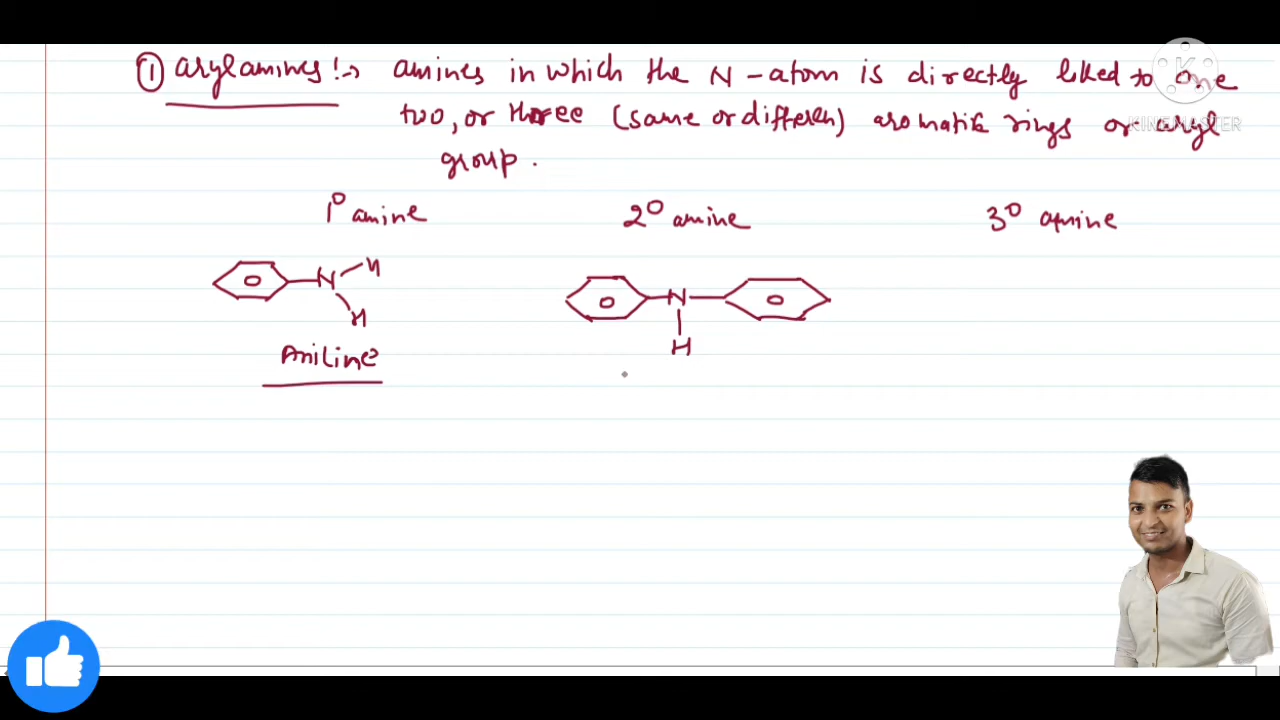 ① arylamines :→ amines in which the N-atom is directly liked to one
two, or three (same or differen) aromatic rings or aryl
group.
1° amine 2° amine 3° amine
N H
H
N
H
Aniline
KINEMASTER